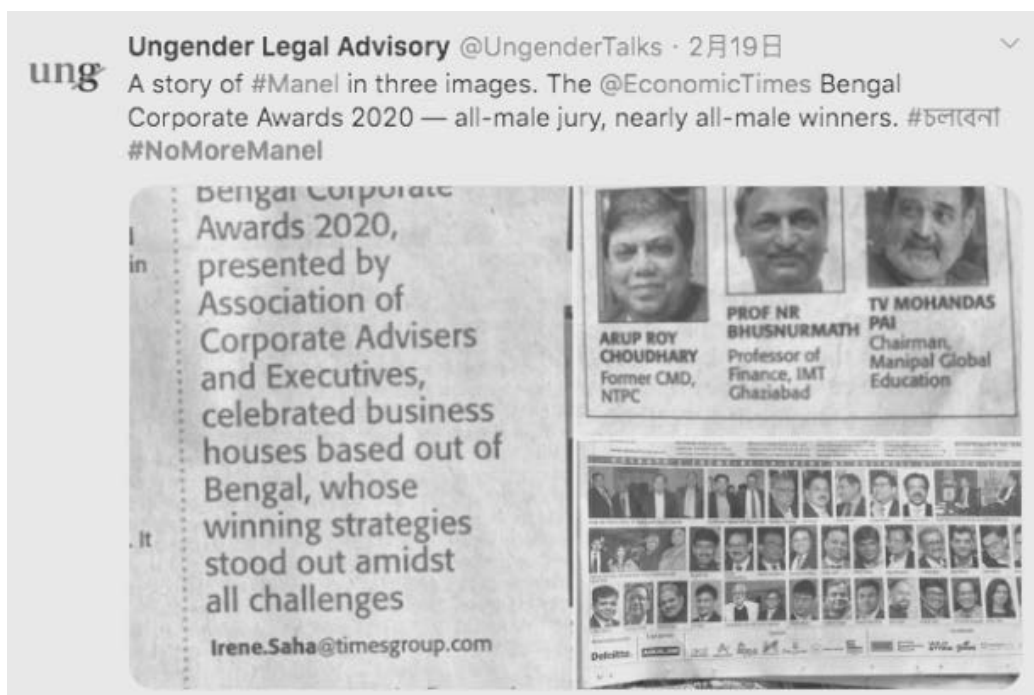 ung
Ungender Legal Advisory @UngenderTalks · 2月19日
A story of #Manel in three images. The @EconomicTimes Bengal
Corporate Awards 2020 — all-male jury, nearly all-male winners. #চলবেনা
#NoMoreManel
Bengal Corporate
Awards 2020,
presented by
Association of
Corporate Advisers
and Executives,
celebrated business
houses based out of
Bengal, whose
winning strategies
stood out amidst
all challenges
Irene.Saha@timesgroup.com
in
It
ARUP ROY
CHOUDHARY
Former CMD,
NTPC
PROF NR
BHUSNURMATH
Professor of
Finance, IMT
Ghaziabad
TV MOHANDAS
PAI
Chairman,
Manipal Global
Education
Deloitte